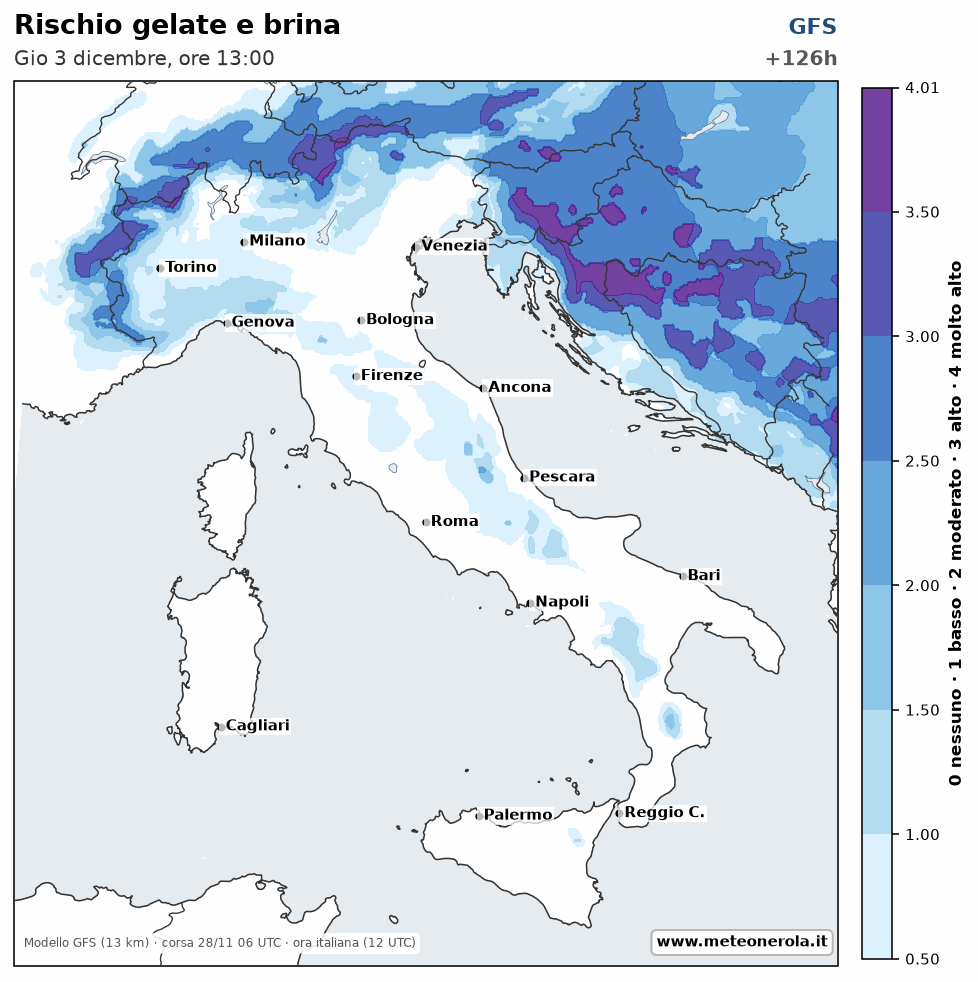 Rischio gelate e brina
GFS
Gio 3 dicembre, ore 13:00
+126h
4.01
3.50
3.00
2.50
2.00
1.50
1.00
0.50
0 nessuno · 1 basso · 2 moderato · 3 alto · 4 molto alto
Milano
Venezia
Torino
Genova
Bologna
Firenze
Ancona
Pescara
Roma
Bari
Napoli
Cagliari
Palermo
Reggio C.
Modello GFS (13 km) · corsa 28/11 06 UTC · ora italiana (12 UTC)
www.meteonerola.it